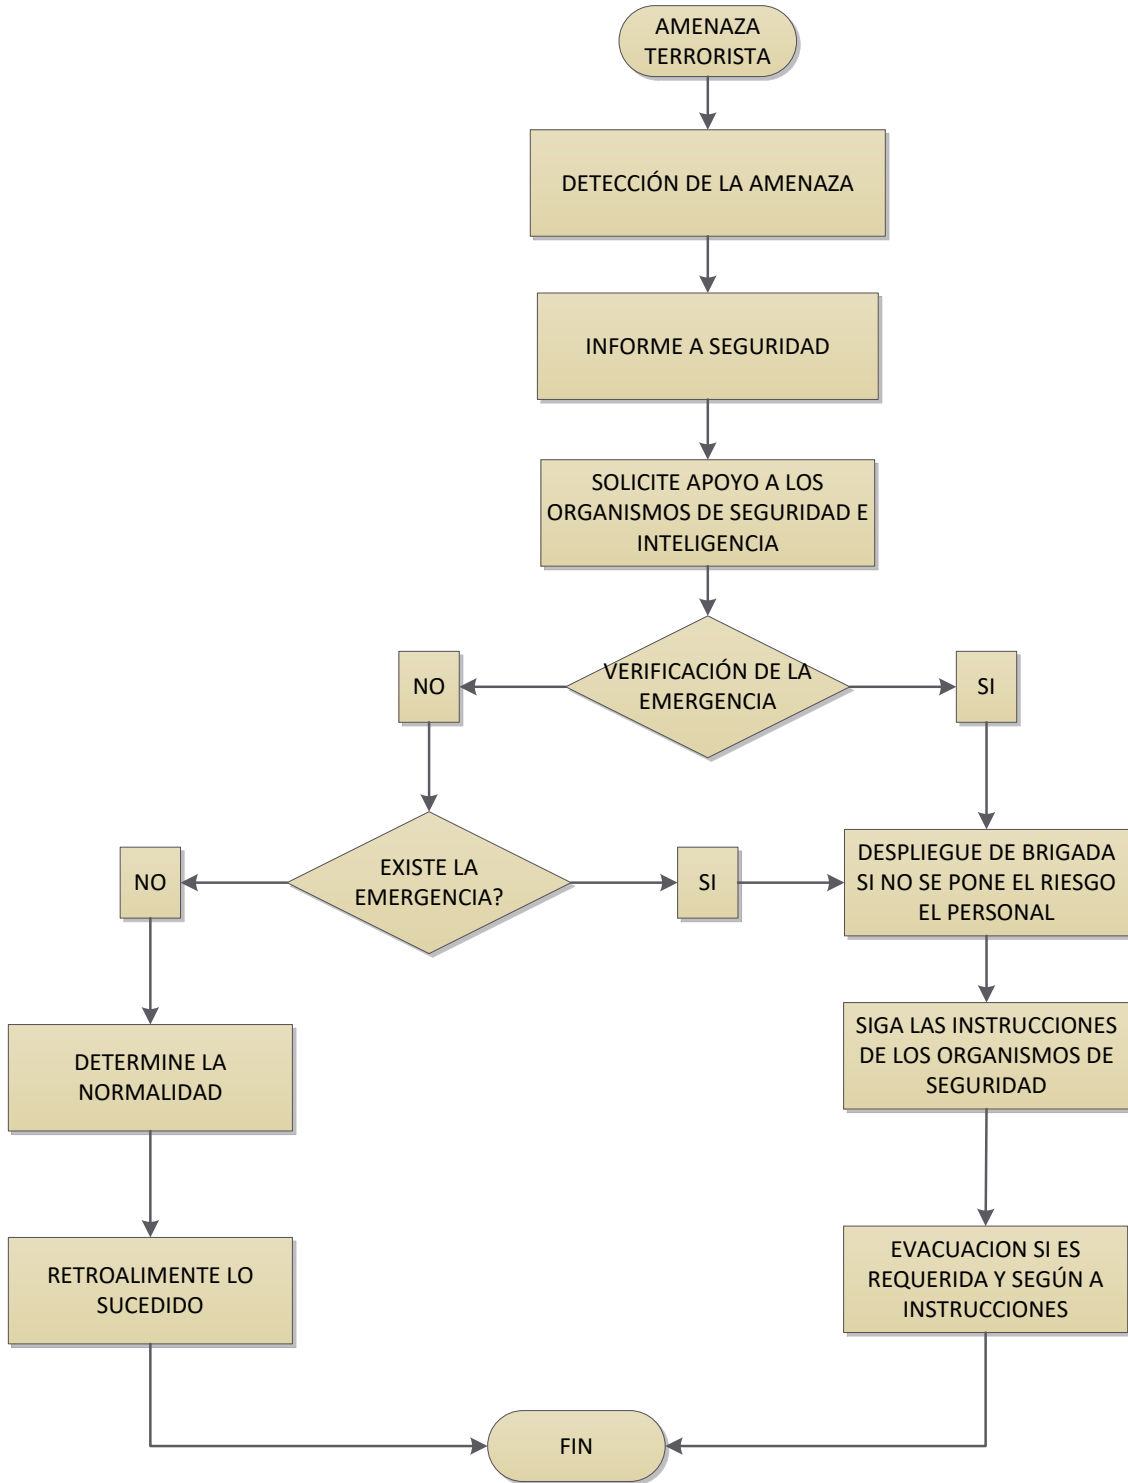 AMENAZA
TERRORISTA
DETECCIÓN DE LA AMENAZA
INFORME A SEGURIDAD
SOLICITE APOYO A LOS
ORGANISMOS DE SEGURIDAD E
INTELIGENCIA
VERIFICACIÓN DE LA
EMERGENCIA
NO
SI
EXISTE LA
EMERGENCIA?
NO
SI
DESPLIEGUE DE BRIGADA
SI NO SE PONE EL RIESGO
EL PERSONAL
DETERMINE LA
NORMALIDAD
SIGA LAS INSTRUCCIONES
DE LOS ORGANISMOS DE
SEGURIDAD
RETROALIMENTE LO
SUCEDIDO
EVACUACION SI ES
REQUERIDA Y SEGÚN A
INSTRUCCIONES
FIN